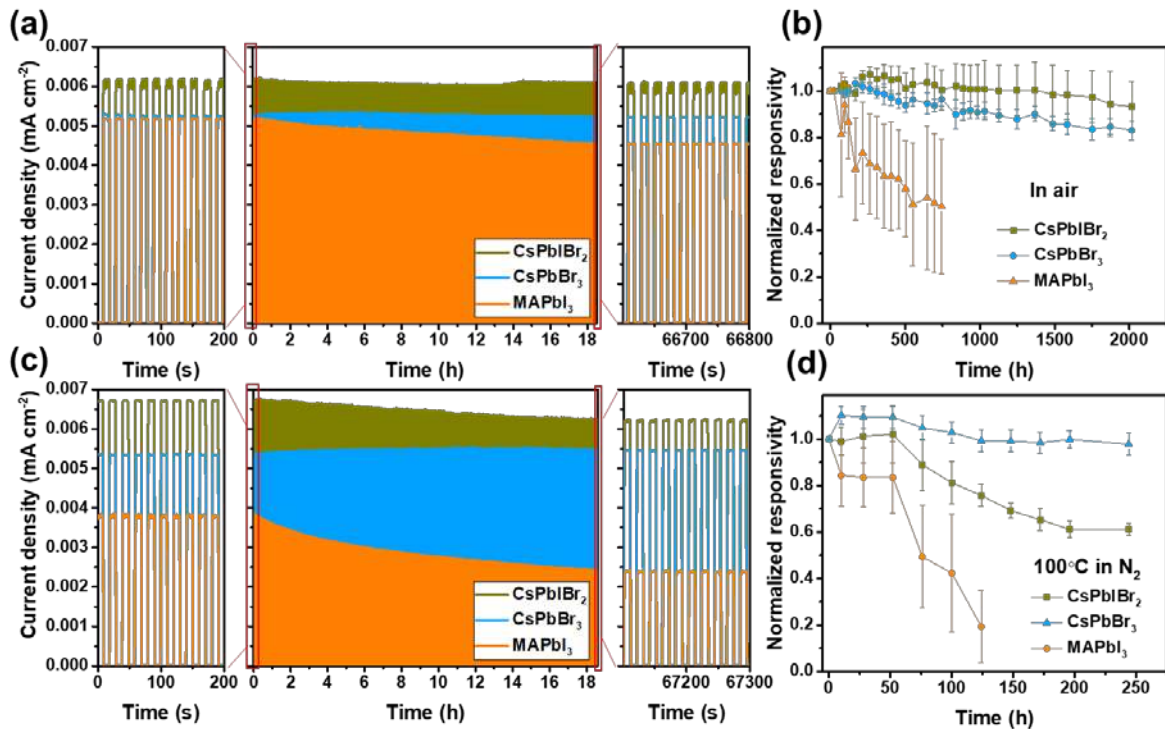 (a)
Current density (mA cm⁻²)
0.007
0.006
0.005
0.004
0.003
0.002
0.001
0.000
0 100 200
Time (s)
CsPbIBr₂
CsPbBr₃
MAPbI₃
0 2 4 6 8 10 12 14 16 18
Time (h)
66700 66800
Time (s)
(b)
Normalized responsivity
1.2
1.0
0.8
0.6
0.4
0.2
0.0
In air
CsPbIBr₂
CsPbBr₃
MAPbI₃
0 500 1000 1500 2000
Time (h)
(c)
Current density (mA cm⁻²)
0.007
0.006
0.005
0.004
0.003
0.002
0.001
0.000
0 100 200
Time (s)
CsPbIBr₂
CsPbBr₃
MAPbI₃
0 2 4 6 8 10 12 14 16 18
Time (h)
67200 67300
Time (s)
(d)
Normalized responsivity
1.0
0.8
0.6
0.4
0.2
0.0
100°C in N₂
CsPbIBr₂
CsPbBr₃
MAPbI₃
0 50 100 150 200 250
Time (h)